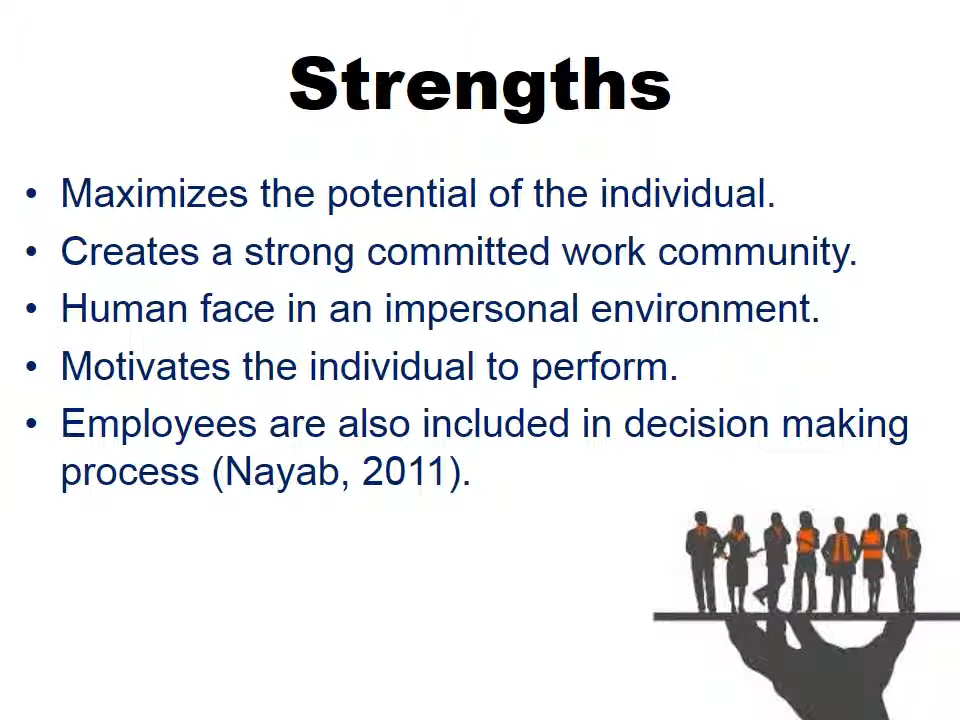 Strengths
• Maximizes the potential of the individual.
• Creates a strong committed work community.
• Human face in an impersonal environment.
• Motivates the individual to perform.
• Employees are also included in decision making
process (Nayab, 2011).